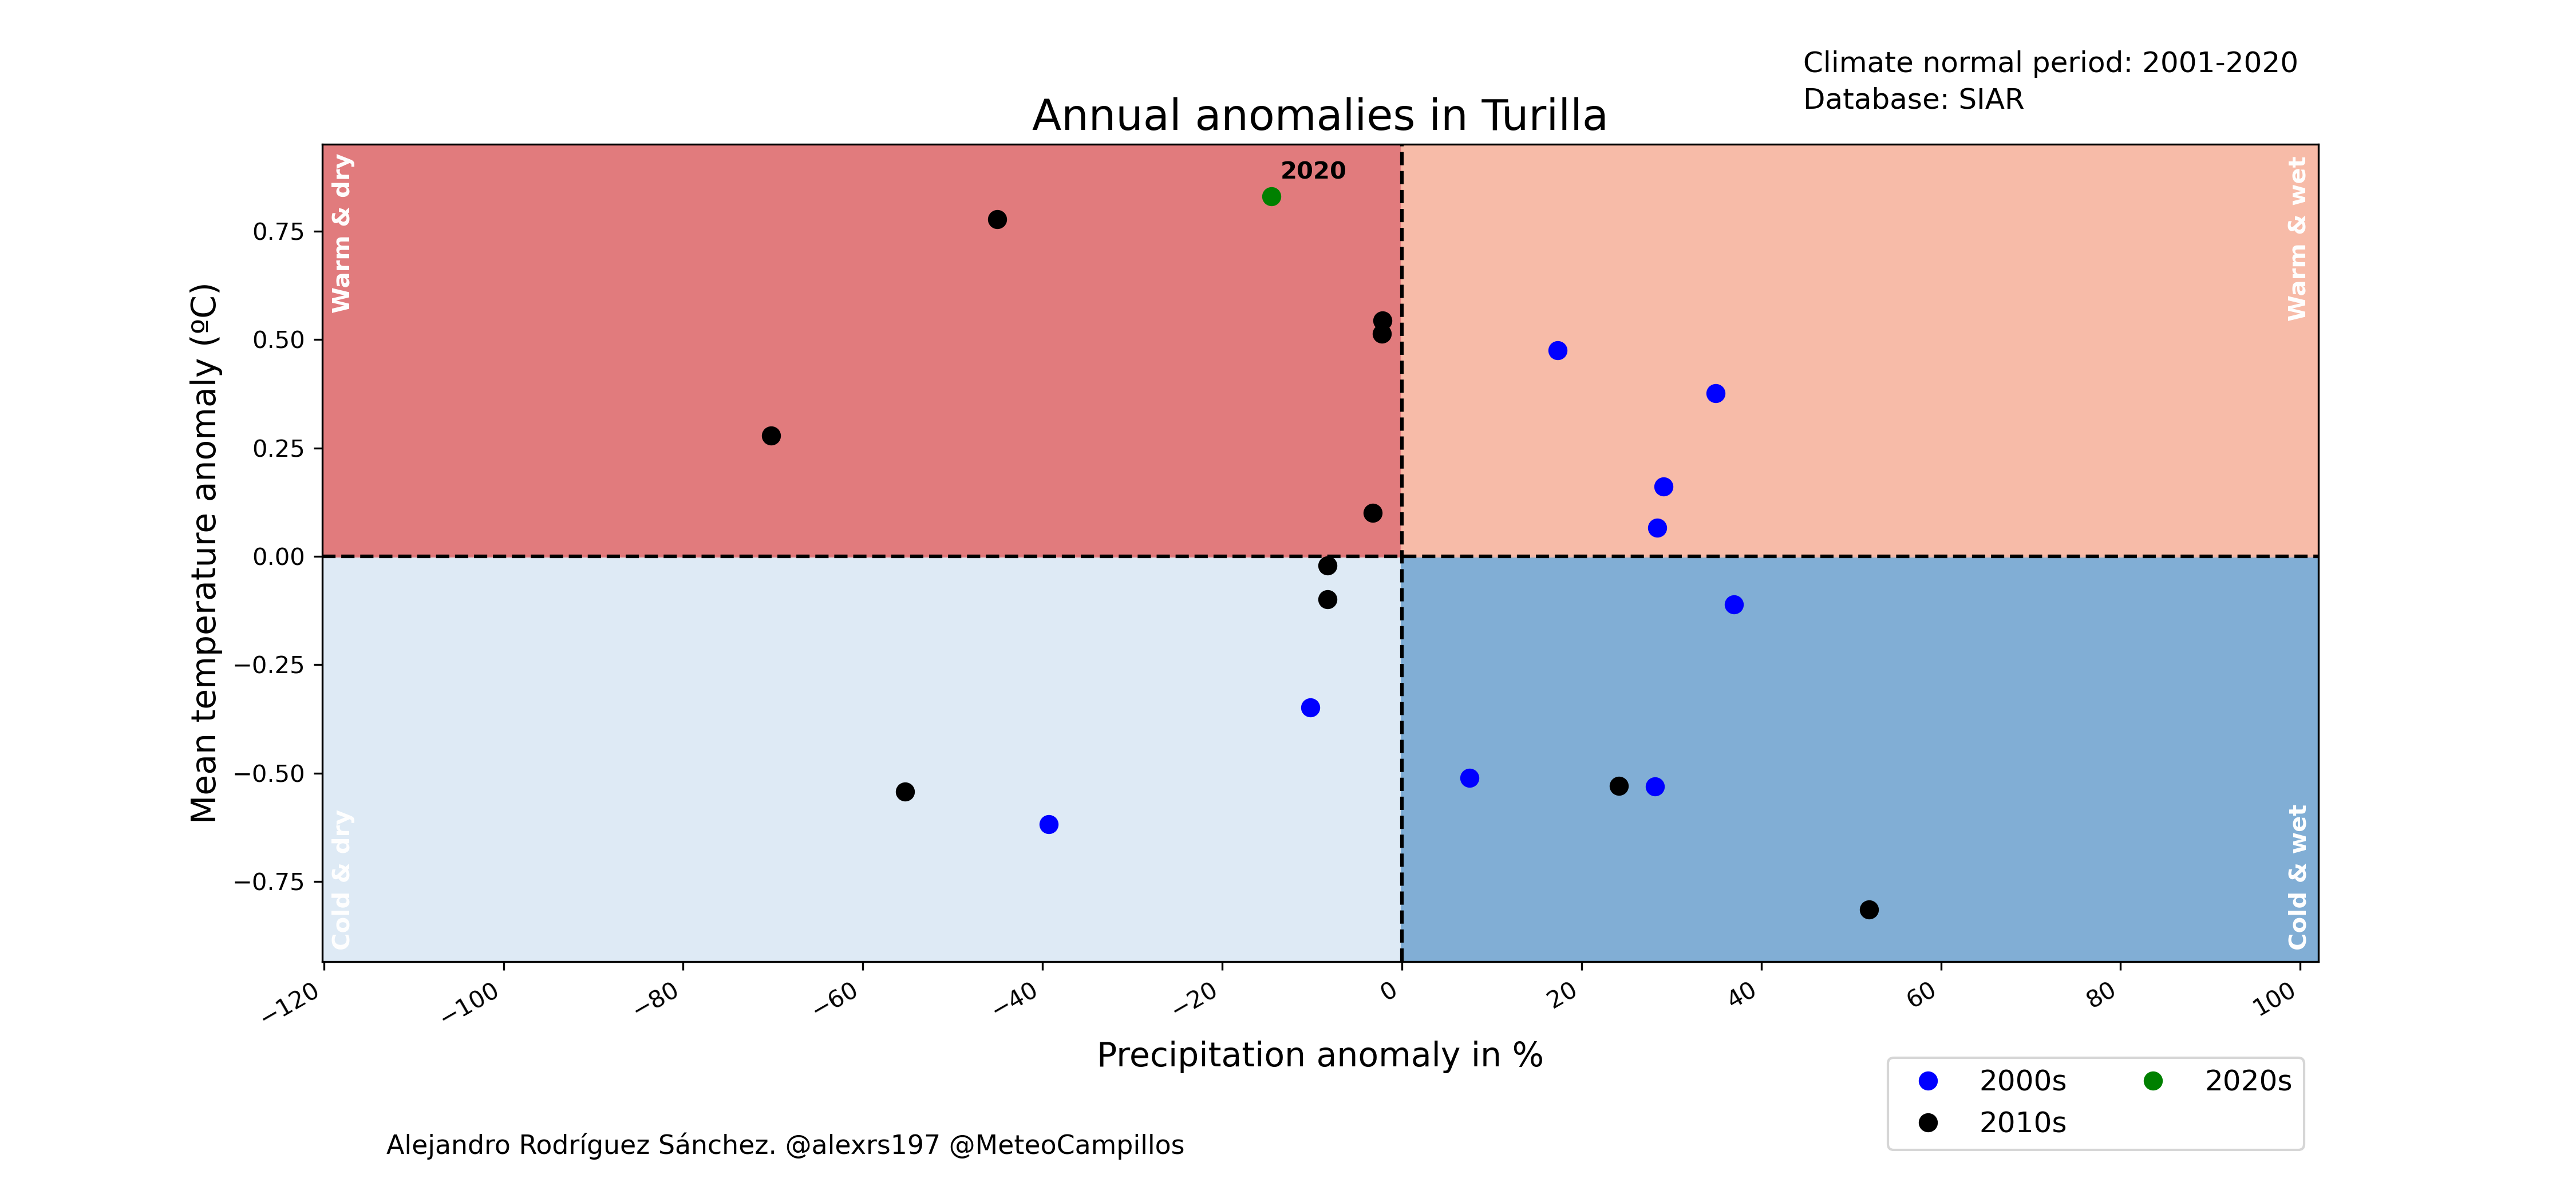 Climate normal period: 2001-2020
Database: SIAR
Annual anomalies in Turilla
Warm & dry
2020
Warm & wet
Mean temperature anomaly (ºC)
0.75
0.50
0.25
0.00
−0.25
−0.50
−0.75
Cold & dry
Cold & wet
−120
−100
−80
−60
−40
−20
0
20
40
60
80
100
Precipitation anomaly in %
2000s
2010s
2020s
Alejandro Rodríguez Sánchez. @alexrs197 @MeteoCampillos